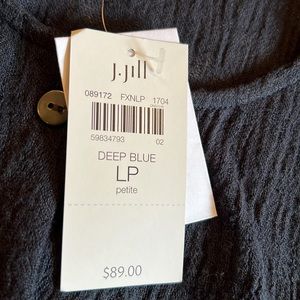 J.Jill
089172 FXNLP 1704
59834793 02
DEEP BLUE
LP
petite
$89.00